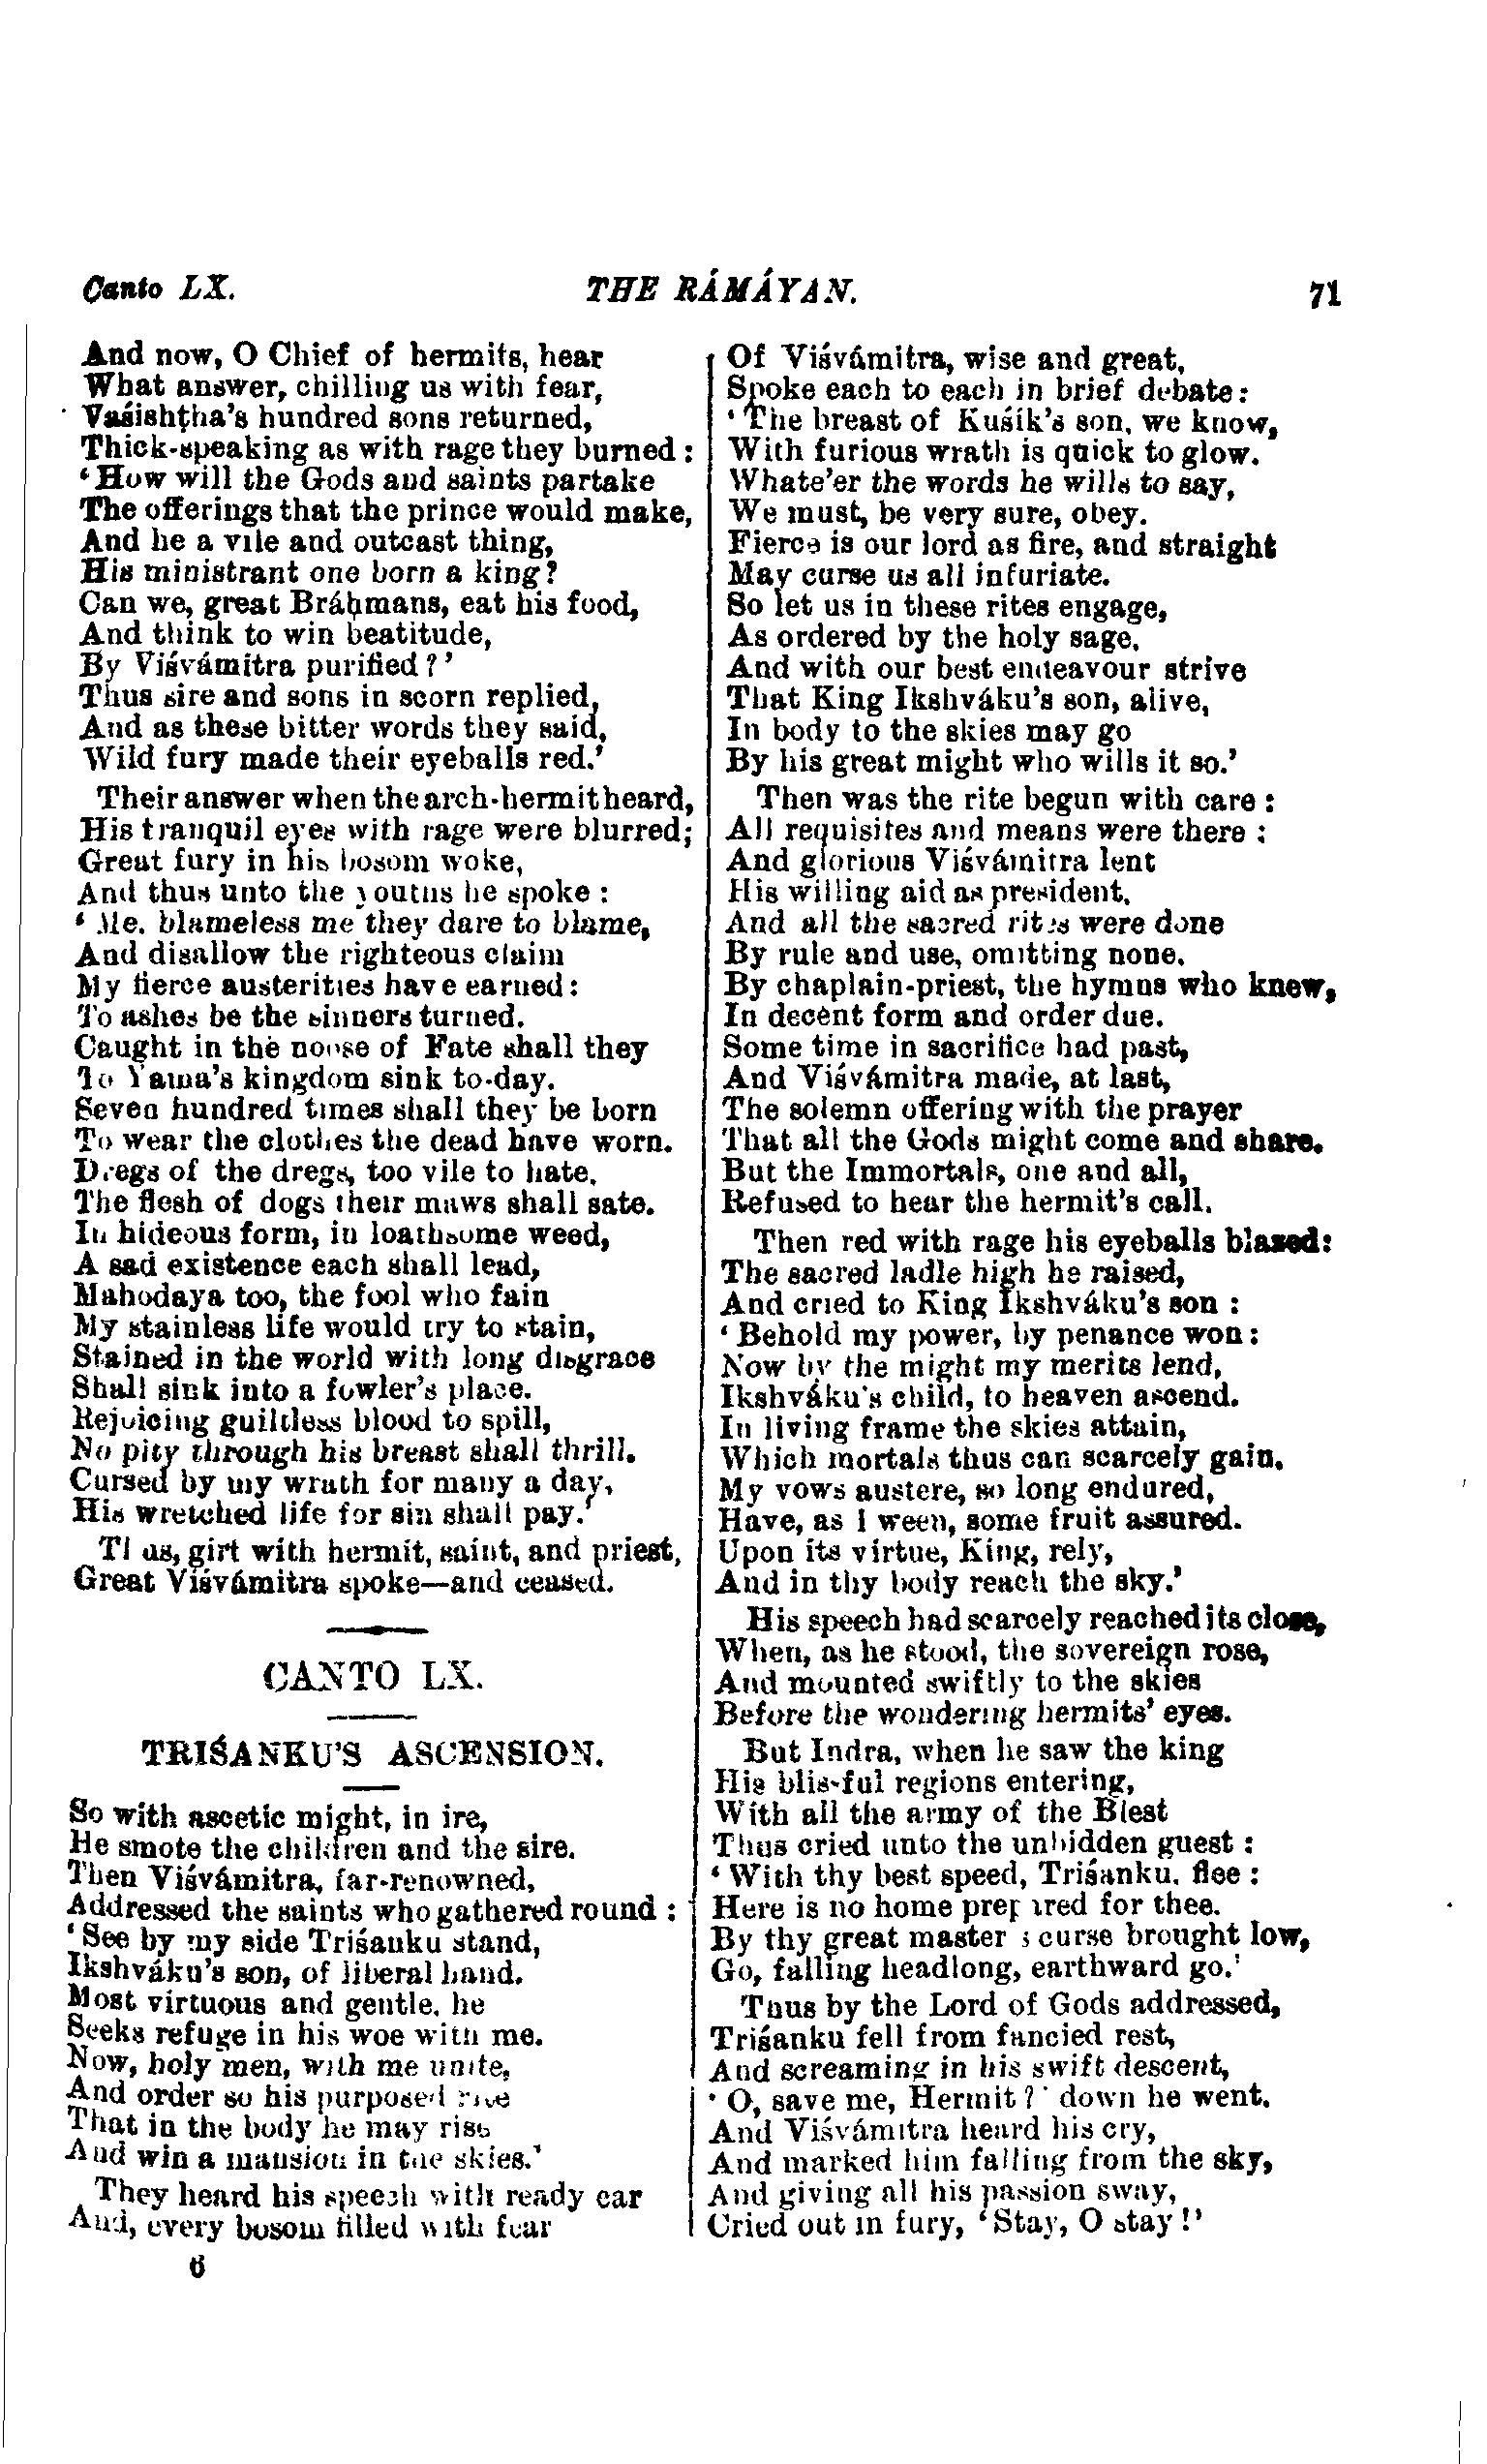 Canto LX.
THE RÁMÁYAN.
71
And now, O Chief of hermits, hear
What answer, chilling us with fear,
Vaśishṭha's hundred sons returned,
Thick-speaking as with rage they burned:
'How will the Gods and saints partake
The offerings that the prince would make,
And he a vile and outcast thing,
His ministrant one born a king?
Can we, great Bráḥmans, eat his food,
And think to win beatitude,
By Viśvámitra purified?'
Thus sire and sons in scorn replied,
And as these bitter words they said,
Wild fury made their eyeballs red.'
Their answer when the arch-hermit heard,
His tranquil eyes with rage were blurred;
Great fury in his bosom woke,
And thus unto the youths he spoke:
'Me, blameless me they dare to blame,
And disallow the righteous claim
My fierce austerities have earned:
To ashes be the sinners turned.
Caught in the noose of Fate shall they
To Yama's kingdom sink to-day.
Seven hundred times shall they be born
To wear the clothes the dead have worn.
Dregs of the dregs, too vile to hate,
The flesh of dogs their maws shall sate.
In hideous form, in loathsome weed,
A sad existence each shall lead,
Mahodaya too, the fool who fain
My stainless life would try to stain,
Stained in the world with long disgrace
Shall sink into a fowler's place.
Rejoicing guiltless blood to spill,
No pity through his breast shall thrill.
Cursed by my wrath for many a day,
His wretched life for sin shall pay.'
Thus, girt with hermit, saint, and priest,
Great Viśvámitra spoke—and ceased.
CANTO LX.
TRIŚANKU'S ASCENSION.
So with ascetic might, in ire,
He smote the children and the sire.
Then Viśvámitra, far-renowned,
Addressed the saints who gathered round:
'See by my side Triśanku stand,
Ikshváku's son, of liberal hand.
Most virtuous and gentle, he
Seeks refuge in his woe with me.
Now, holy men, with me unite,
And order so his purposed rite
That in the body he may rise
And win a mansion in the skies.'
They heard his speech with ready ear
And, every bosom filled with fear
6
Of Viśvámitra, wise and great,
Spoke each to each in brief debate:
'The breast of Kuśik's son, we know,
With furious wrath is quick to glow.
Whate'er the words he wills to say,
We must, be very sure, obey.
Fierce is our lord as fire, and straight
May curse us all infuriate.
So let us in these rites engage,
As ordered by the holy sage.
And with our best endeavour strive
That King Ikshváku's son, alive,
In body to the skies may go
By his great might who wills it so.'
Then was the rite begun with care:
All requisites and means were there:
And glorious Viśvámitra lent
His willing aid as president.
And all the sacred rites were done
By rule and use, omitting none.
By chaplain-priest, the hymns who knew,
In decent form and order due.
Some time in sacrifice had past,
And Viśvámitra made, at last,
The solemn offering with the prayer
That all the Gods might come and share.
But the Immortals, one and all,
Refused to hear the hermit's call.
Then red with rage his eyeballs blazed:
The sacred ladle high he raised,
And cried to King Ikshváku's son:
'Behold my power, by penance won:
Now by the might my merits lend,
Ikshváku's child, to heaven ascend.
In living frame the skies attain,
Which mortals thus can scarcely gain.
My vows austere, so long endured,
Have, as I ween, some fruit assured.
Upon its virtue, King, rely,
And in thy body reach the sky.'
His speech had scarcely reached its close,
When, as he stood, the sovereign rose,
And mounted swiftly to the skies
Before the wondering hermits' eyes.
But Indra, when he saw the king
His blissful regions entering,
With all the army of the Blest
Thus cried unto the unbidden guest:
'With thy best speed, Triśanku, flee:
Here is no home prepared for thee.
By thy great master's curse brought low,
Go, falling headlong, earthward go.'
Thus by the Lord of Gods addressed,
Triśanku fell from fancied rest,
And screaming in his swift descent,
'O, save me, Hermit?' down he went.
And Viśvámitra heard his cry,
And marked him falling from the sky,
And giving all his passion sway,
Cried out in fury, 'Stay, O stay!'